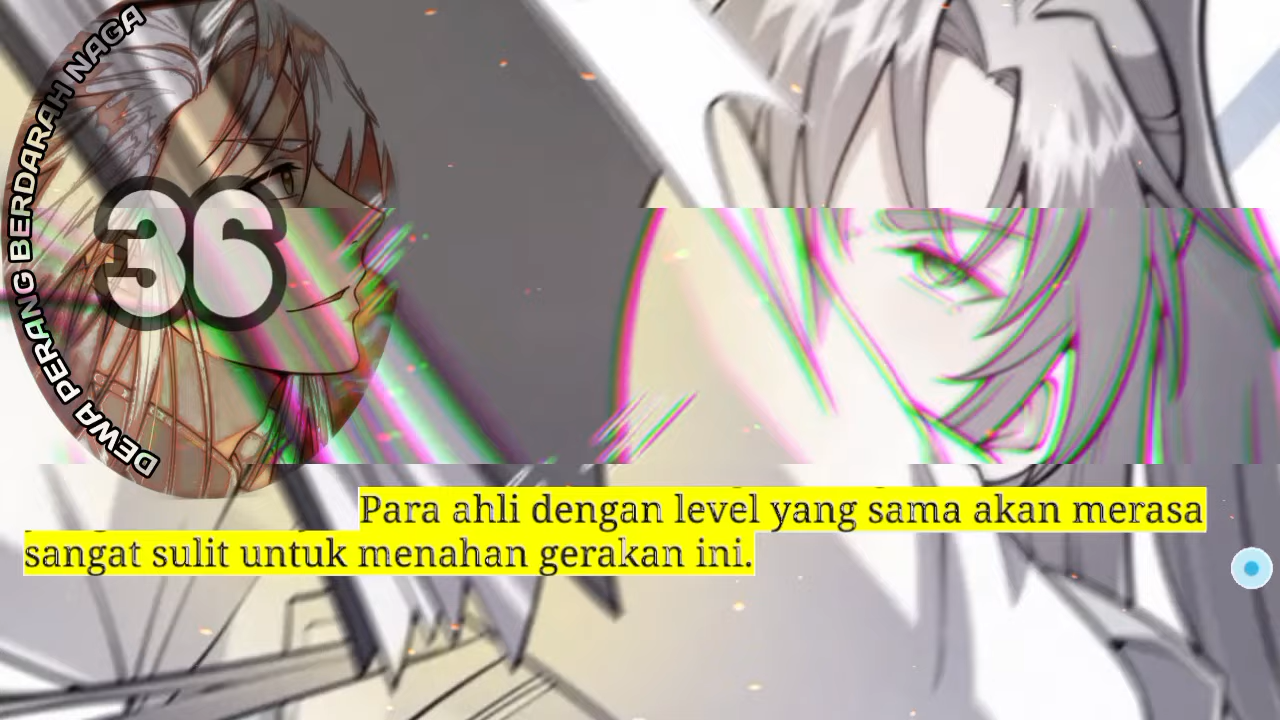 DEWA PERANG BERDARAH NAGA
36
Para ahli dengan level yang sama akan merasa
sangat sulit untuk menahan gerakan ini.